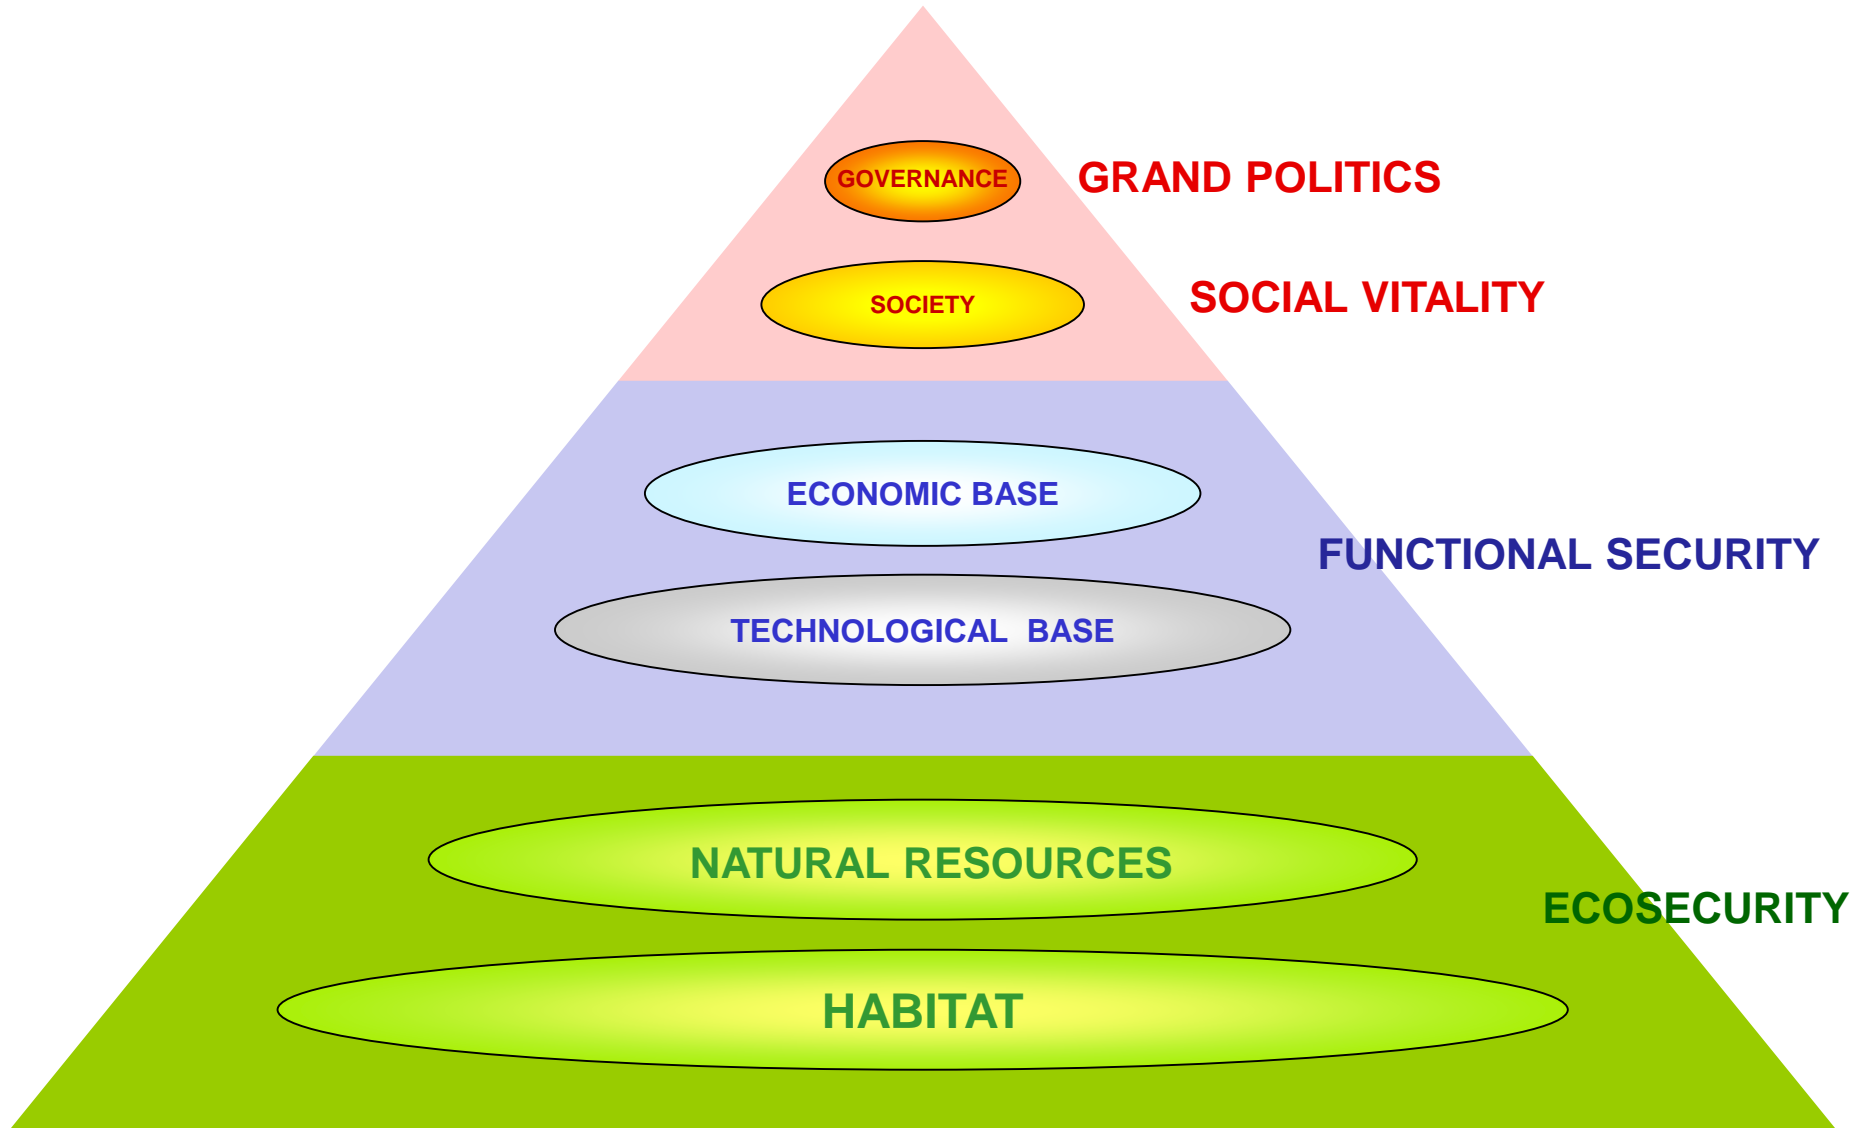 GOVERNANCE
GRAND POLITICS
SOCIETY
SOCIAL VITALITY
ECONOMIC BASE
FUNCTIONAL SECURITY
TECHNOLOGICAL  BASE
NATURAL RESOURCES
ECOSECURITY
HABITAT